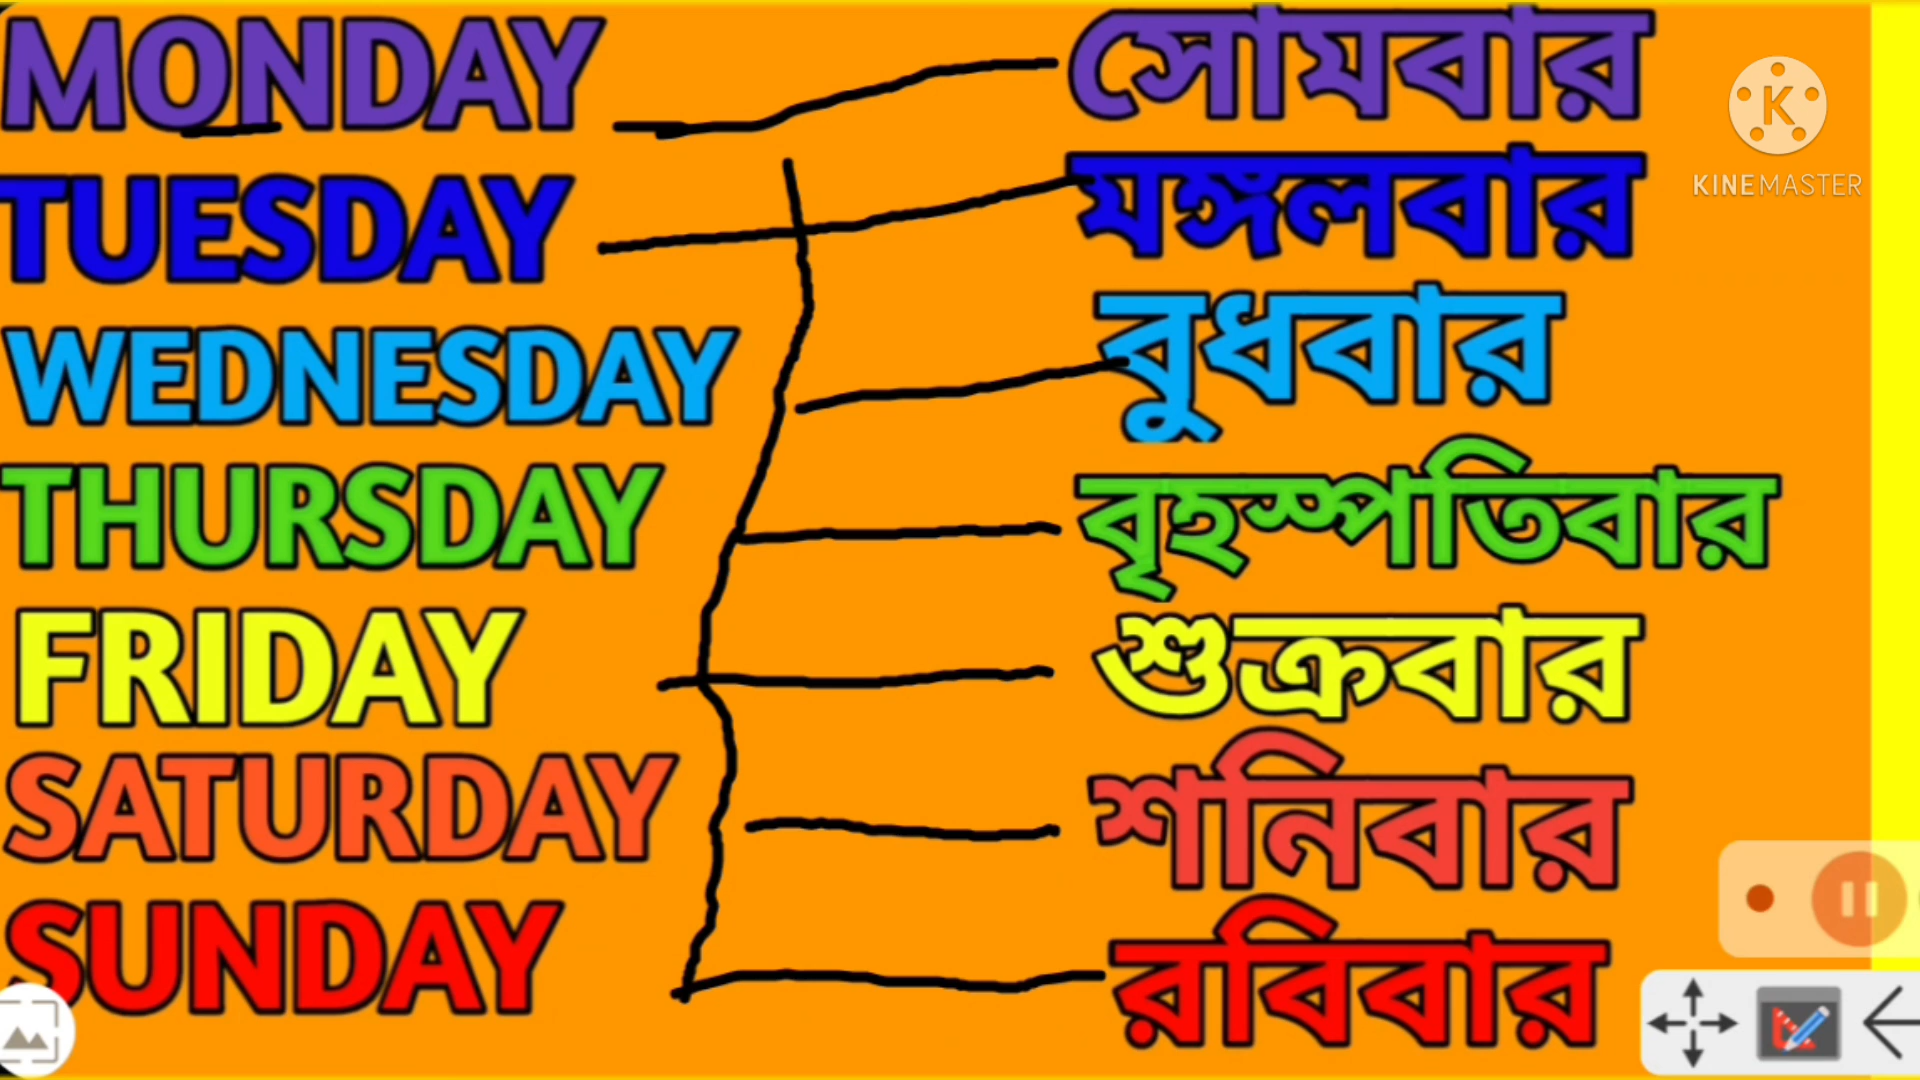 MONDAY সোমবার
TUESDAY মঙ্গলবার
WEDNESDAY বুধবার
THURSDAY বৃহস্পতিবার
FRIDAY শুক্রবার
SATURDAY শনিবার
SUNDAY রবিবার
K
KINEMASTER